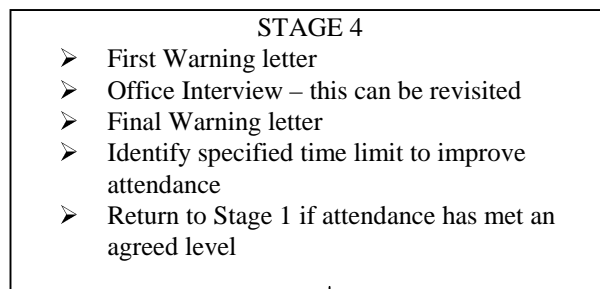 STAGE 4
➢ First Warning letter
➢ Office Interview – this can be revisited
➢ Final Warning letter
➢ Identify specified time limit to improve
attendance
➢ Return to Stage 1 if attendance has met an
agreed level